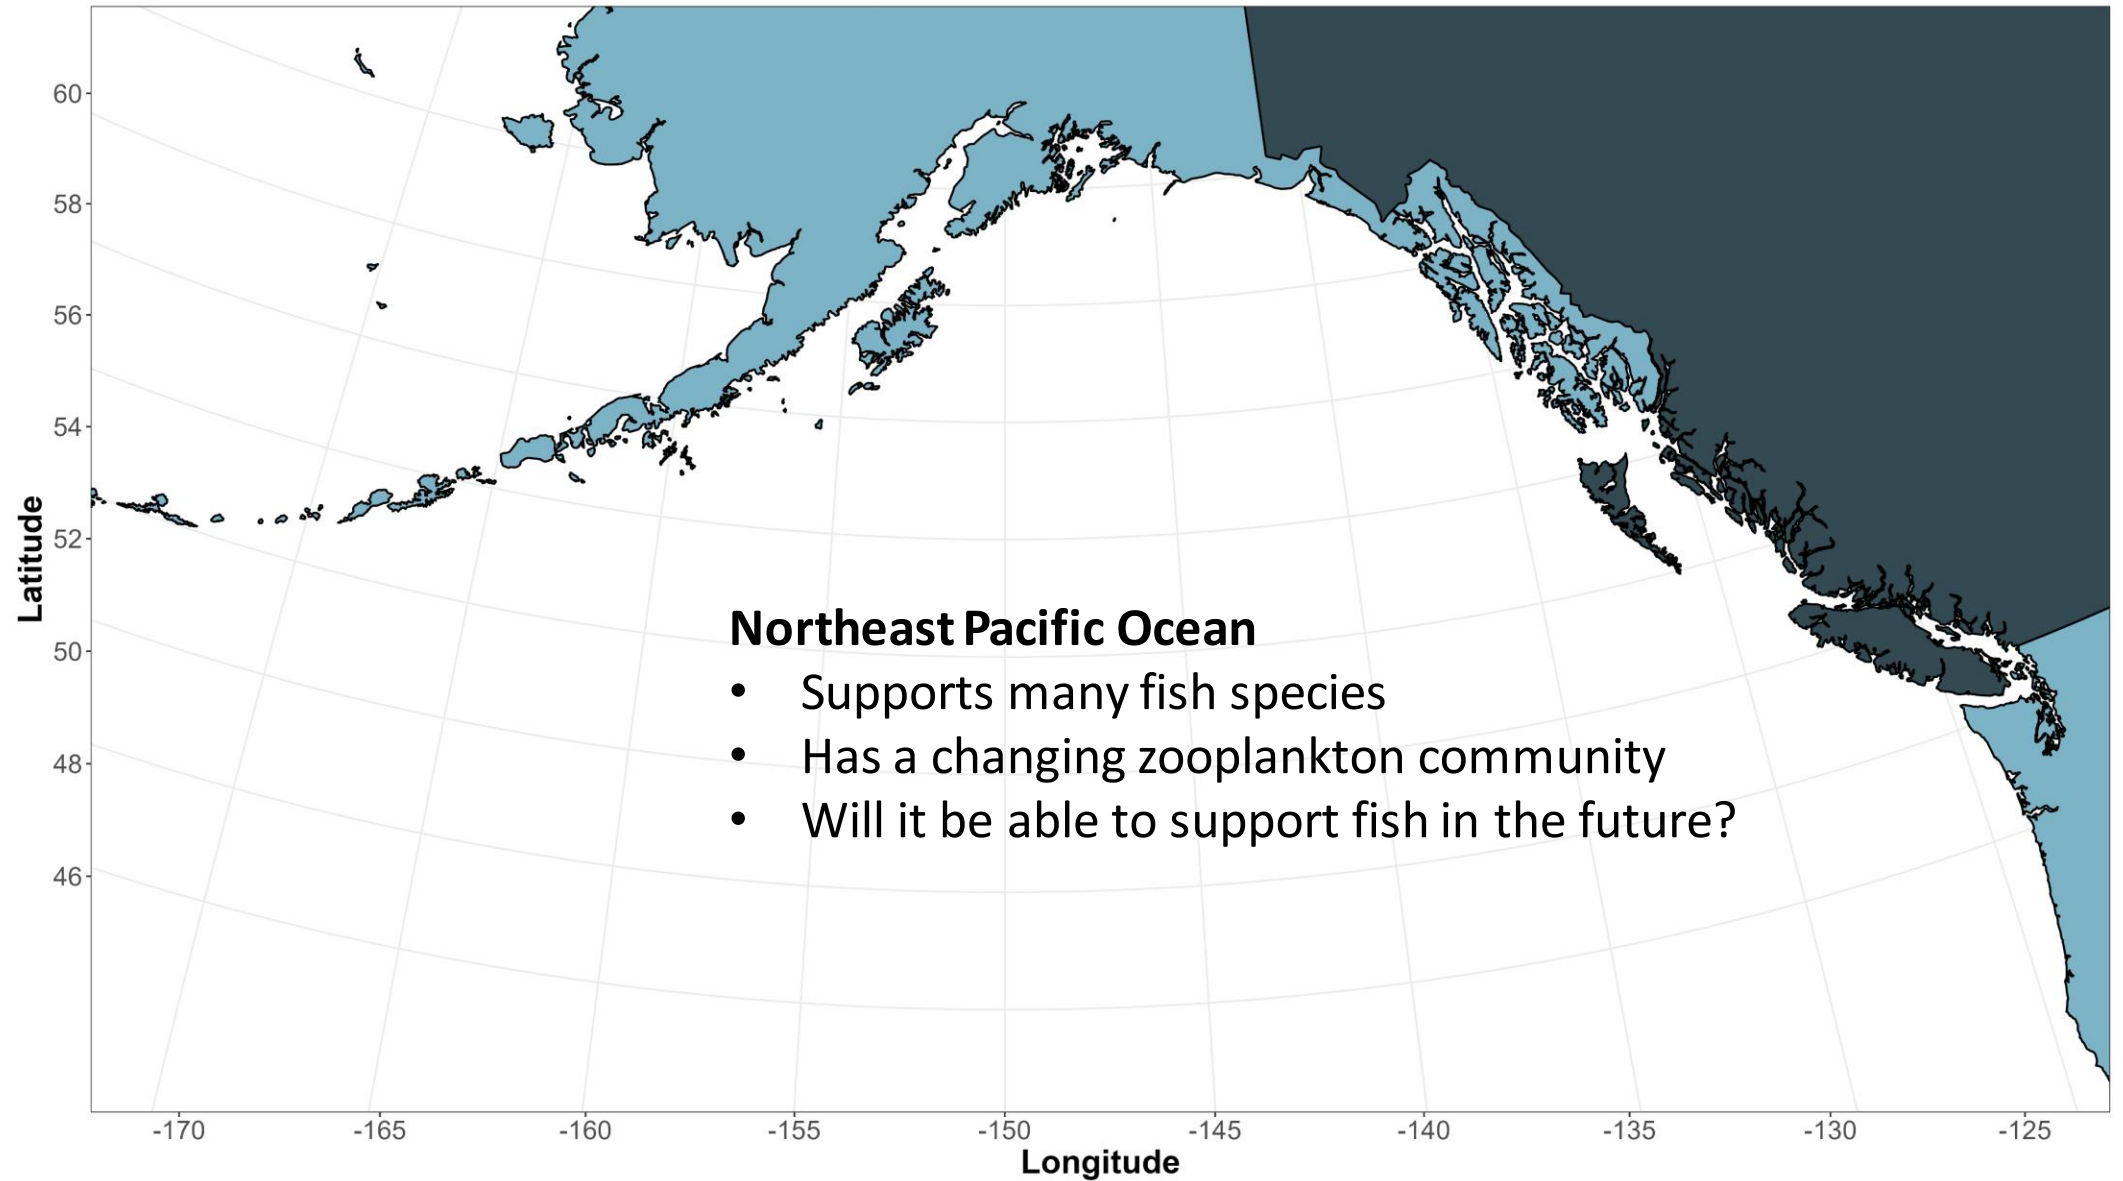 60
58
56
54
52
50
48
46
Latitude
Northeast Pacific Ocean
• Supports many fish species
• Has a changing zooplankton community
• Will it be able to support fish in the future?
-170 -165 -160 -155 -150 -145 -140 -135 -130 -125
Longitude